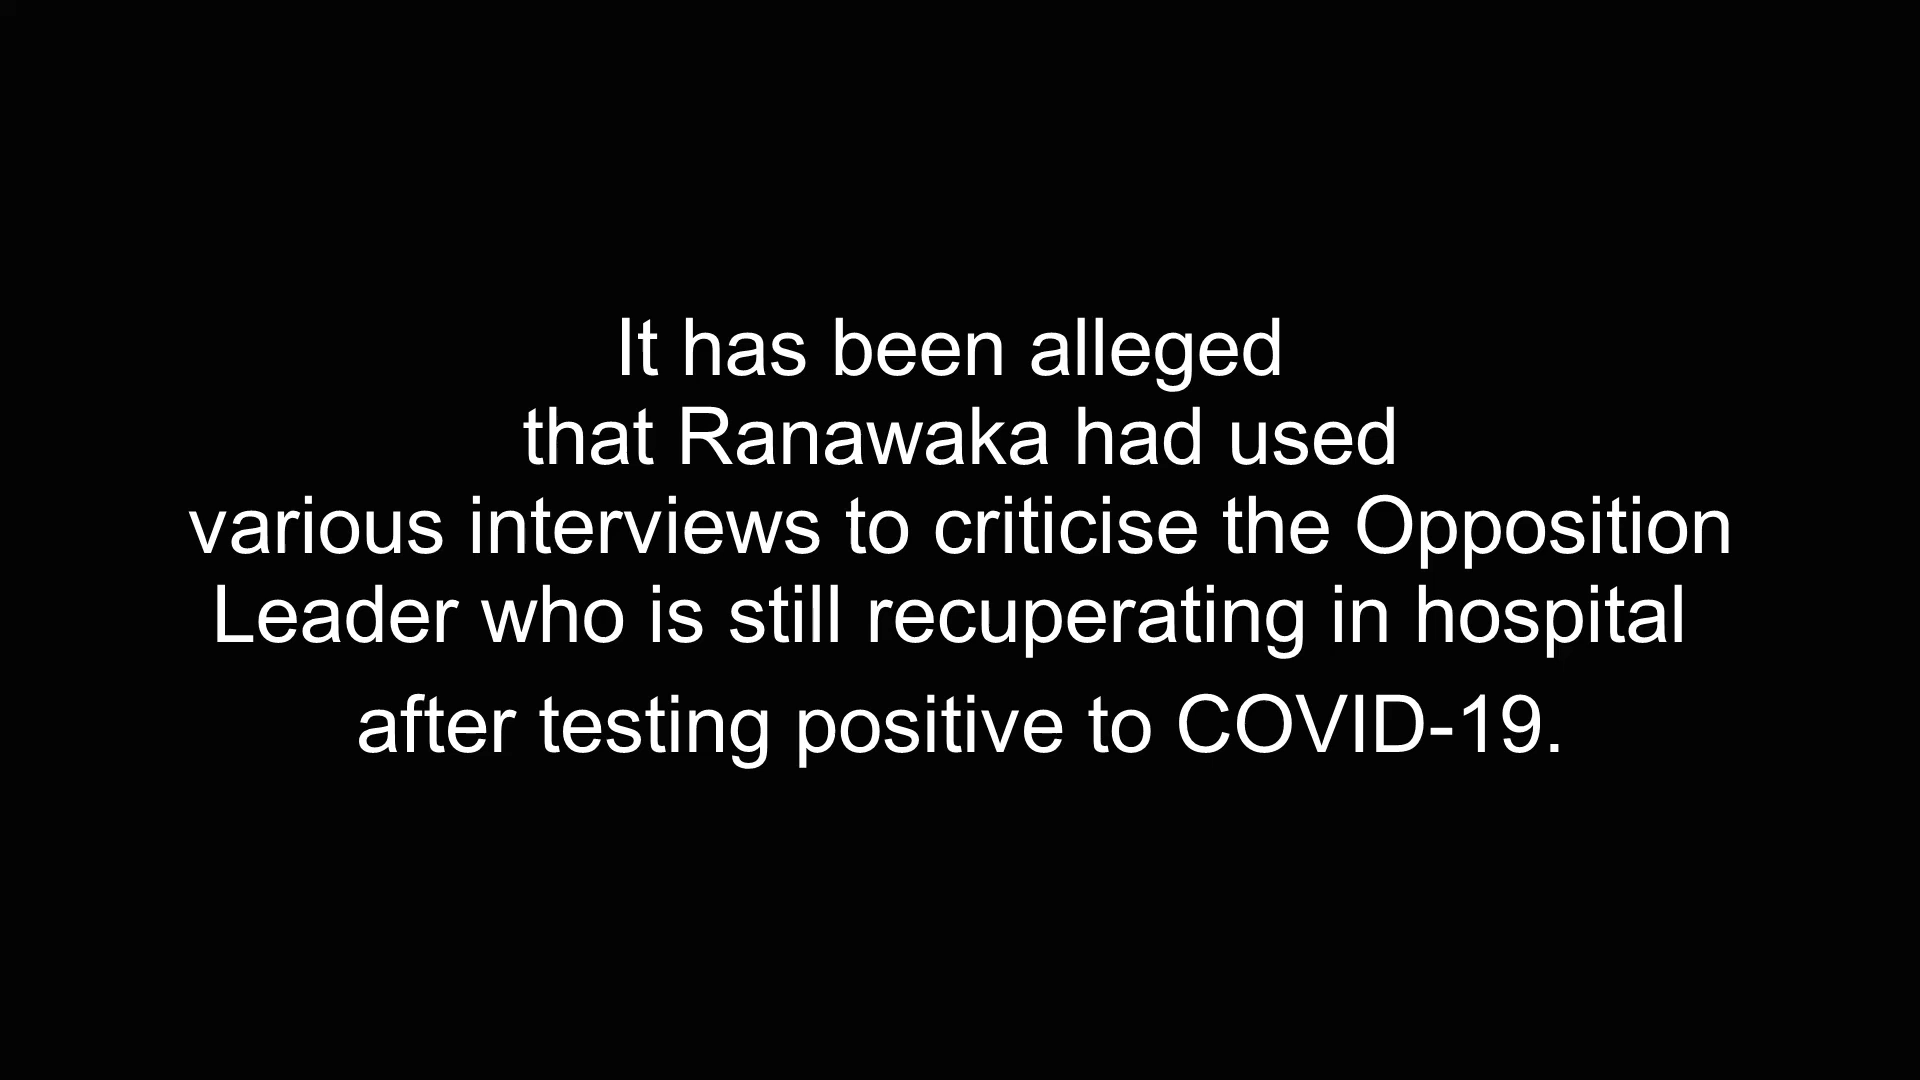 It has been alleged
that Ranawaka had used
various interviews to criticise the Opposition
Leader who is still recuperating in hospital
after testing positive to COVID-19.